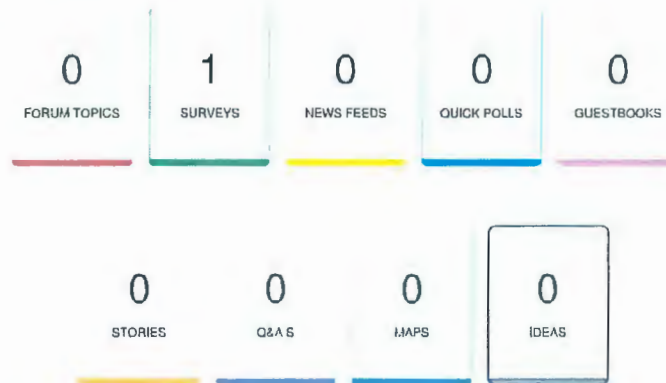 0 1 0 0 0
FORUM TOPICS SURVEYS NEWS FEEDS QUICK POLLS GUESTBOOKS
0 0 0 0
STORIES Q&A S MAPS IDEAS